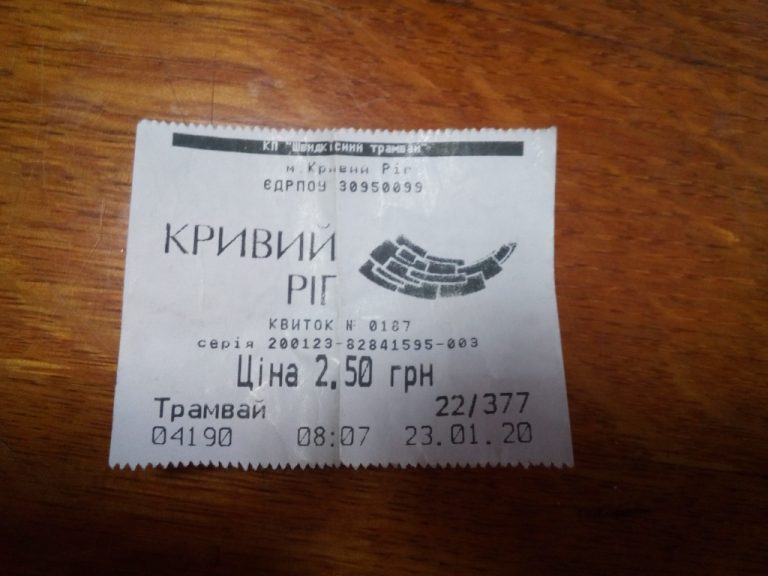 КП "Швидкісний трамвай"
м.Кривий Ріг
ЄДРПОУ 30950099
КРИВИЙ
РІГ
КВИТОК № 0187
серія 200123-82841595-003
Ціна 2,50 грн
Трамвай 22/377
04190 08:07 23.01.20